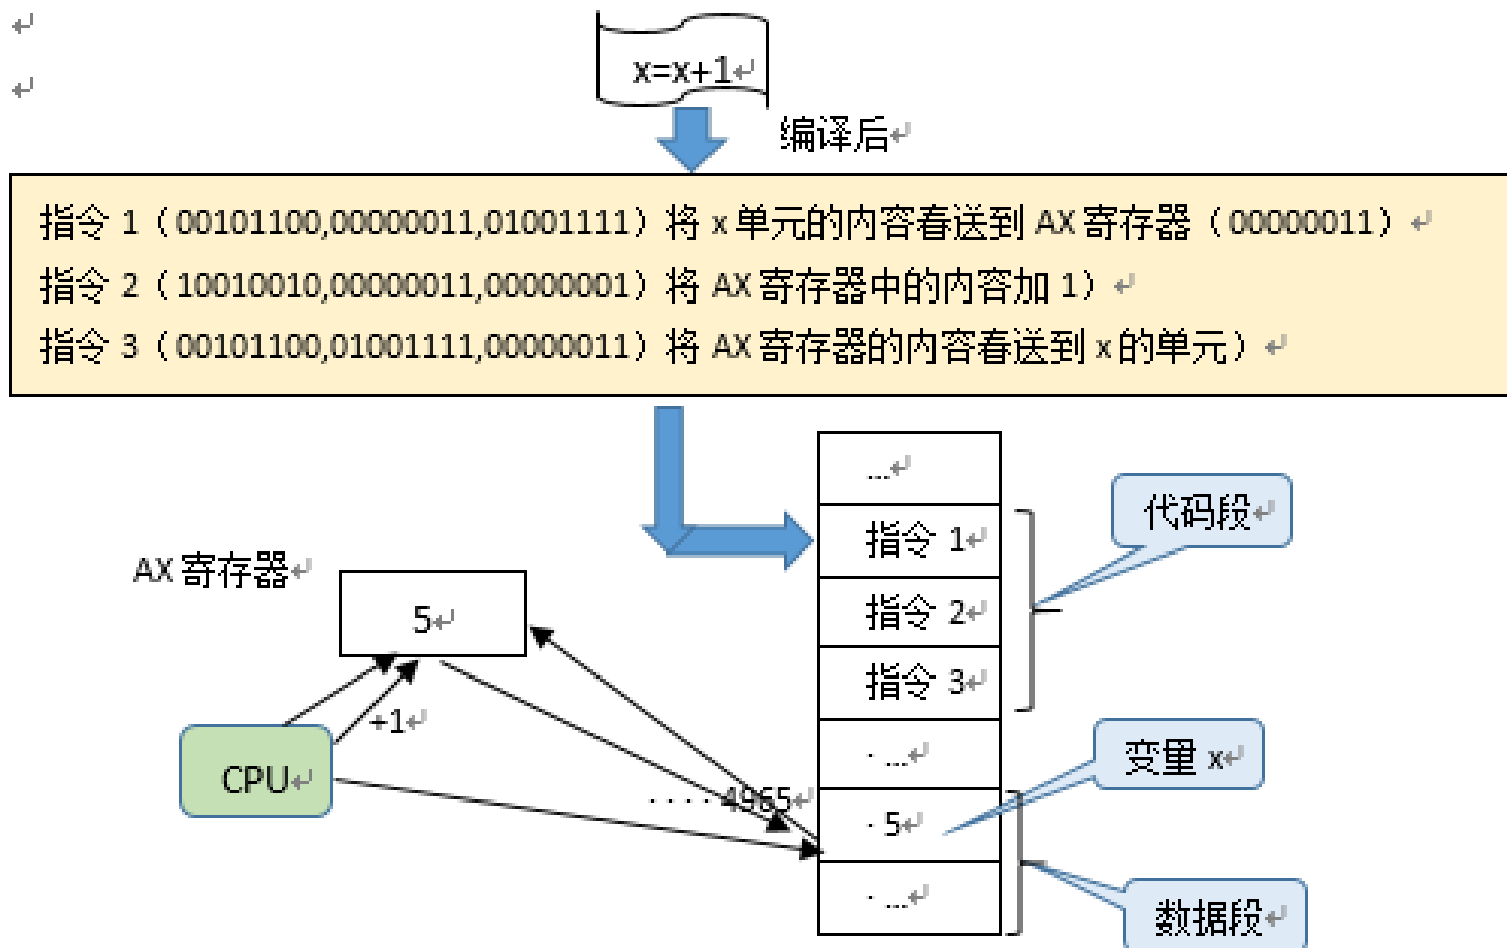 x=x+1
编译后
指令 1（00101100,00000011,01001111）将 x 单元的内容舂送到 AX 寄存器（00000011）
指令 2（10010010,00000011,00000001）将 AX 寄存器中的内容加 1）
指令 3（00101100,01001111,00000011）将 AX 寄存器的内容舂送到 x 的单元）
...
代码段
指令 1
AX 寄存器
5
指令 2
指令 3
+1
...
变量 x
CPU
4965
5
...
数据段